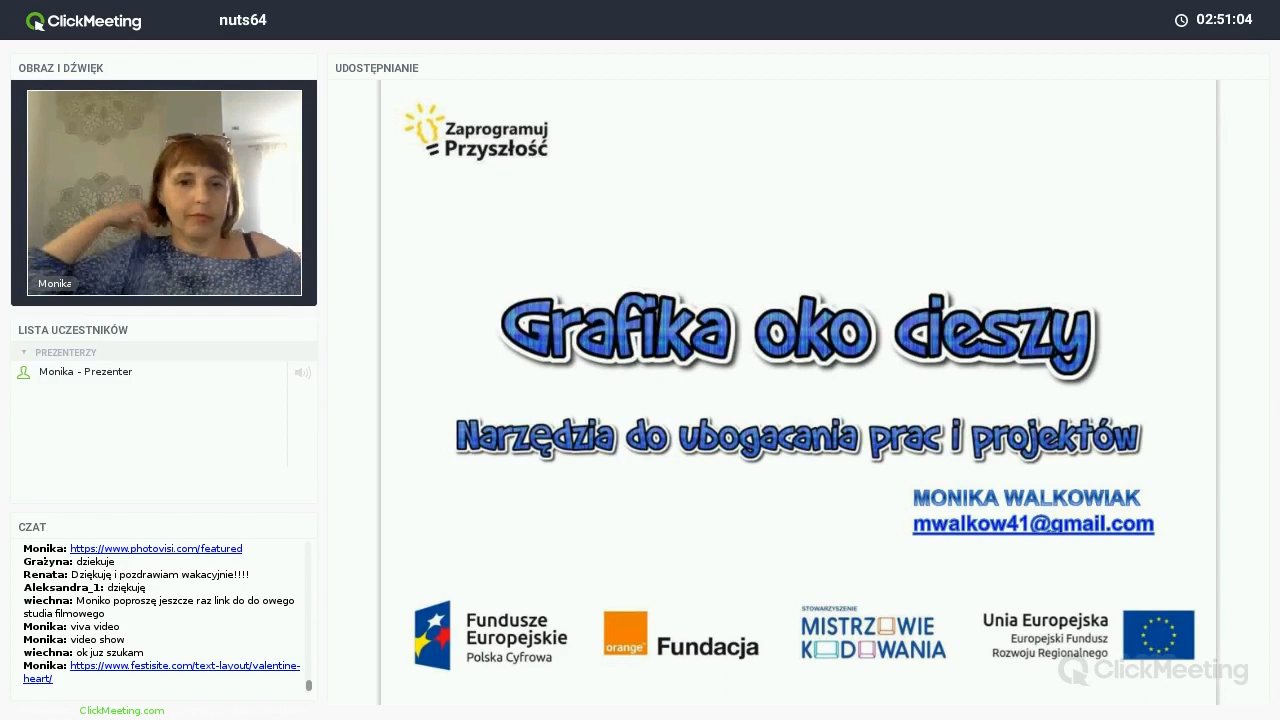 ClickMeeting
nuts64
02:51:04
OBRAZ I DŹWIĘK
Monika
LISTA UCZESTNIKÓW
PREZENTERZY
Monika - Prezenter
CZAT
Monika: https://www.photovisi.com/featured
Grażyna: dziekuje
Renata: Dziękuję i pozdrawiam wakacyjnie!!!!
Aleksandra_1: dziękuję
wiechna: Moniko poproszę jeszcze raz link do do owego
studia filmowego
Monika: viva video
Monika: video show
wiechna: ok juz szukam
Monika: https://www.festisite.com/text-layout/valentine-
heart/
ClickMeeting.com
UDOSTĘPNIANIE
Zaprogramuj
Przyszłość
Grafika oko cieszy
Narzędzia do ubogacania prac i projektów
MONIKA WALKOWIAK
mwalkow41@gmail.com
Fundusze
Europejskie
Polska Cyfrowa
orange
Fundacja
STOWARZYSZENIE
MISTRZOWIE
KODOWANIA
Unia Europejska
Europejski Fundusz
Rozwoju Regionalnego
ClickMeeting